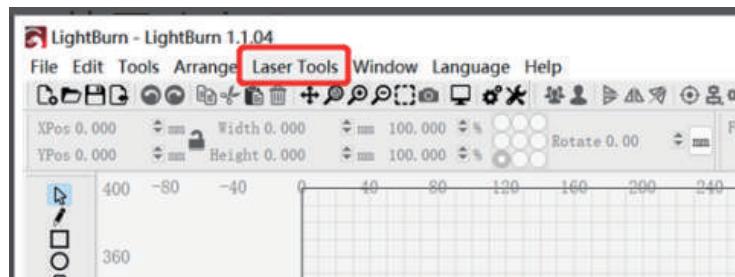 LightBurn - LightBurn 1.1.04
File Edit Tools Arrange Laser Tools Window Language Help
XPos 0.000 mm Width 0.000 mm 100.000 %
Rotate 0.00 mm
YPos 0.000 mm Height 0.000 mm 100.000 %
400 -80 -40 0 40 80 120 160 200 240
360